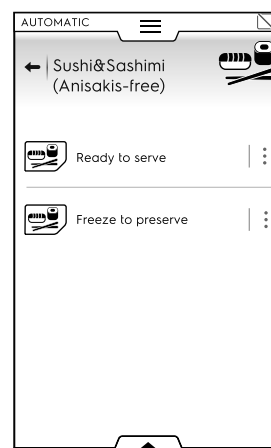 AUTOMATIC
Sushi&Sashimi
(Anisakis-free)
Ready to serve
Freeze to preserve